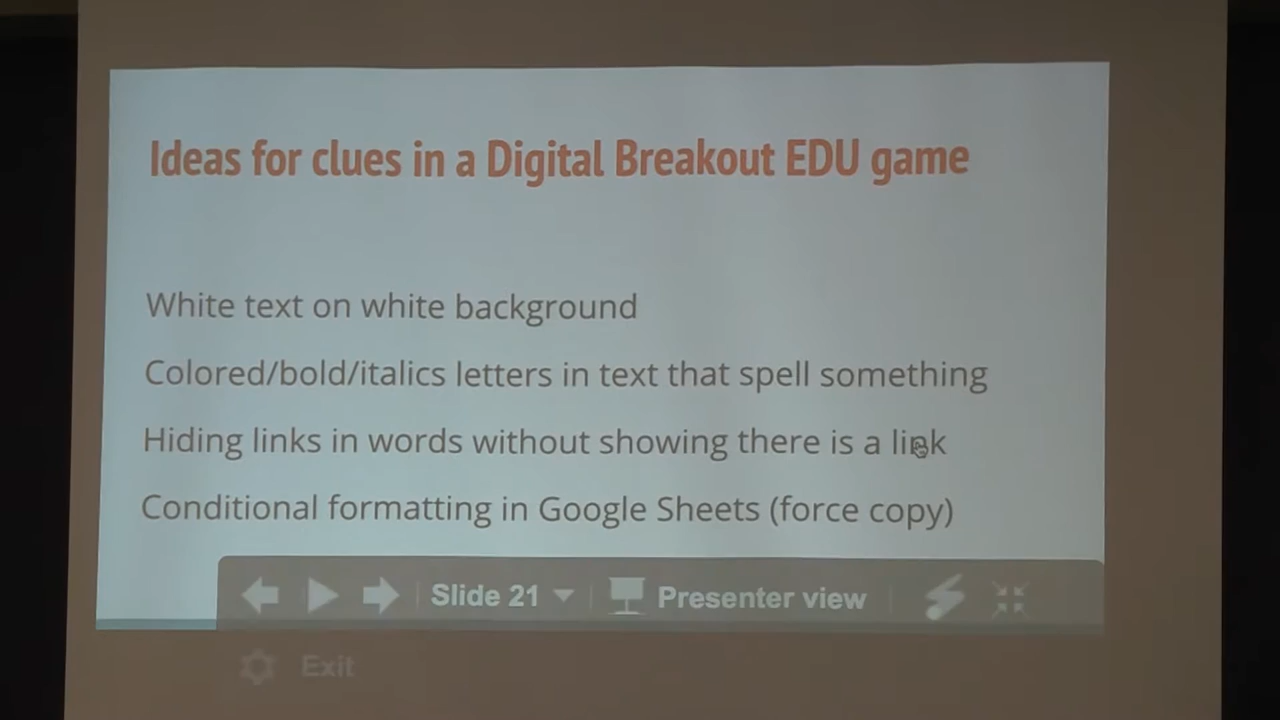 Ideas for clues in a Digital Breakout EDU game
White text on white background
Colored/bold/italics letters in text that spell something
Hiding links in words without showing there is a link
Conditional formatting in Google Sheets (force copy)
Slide 21 Presenter view
Exit